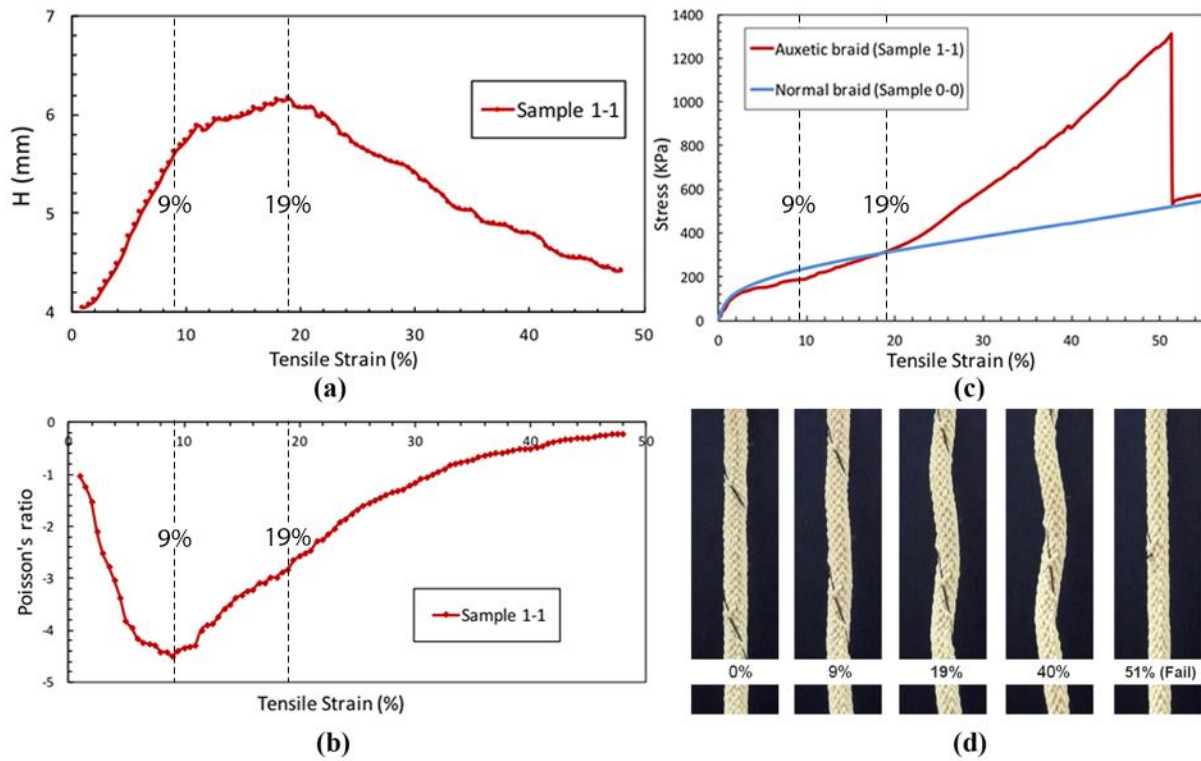 7
6
5
4
H (mm)
9%
19%
Sample 1-1
0 10 20 30 40 50
Tensile Strain (%)
(a)
1400
1200
1000
800
600
400
200
0
Stress (KPa)
Auxetic braid (Sample 1-1)
Normal braid (Sample 0-0)
9%
19%
0 10 20 30 40 50
Tensile Strain (%)
(c)
0
-1
-2
-3
-4
-5
Poisson's ratio
0 10 20 30 40 50
9%
19%
Sample 1-1
Tensile Strain (%)
(b)
0% 9% 19% 40% 51% (Fail)
(d)